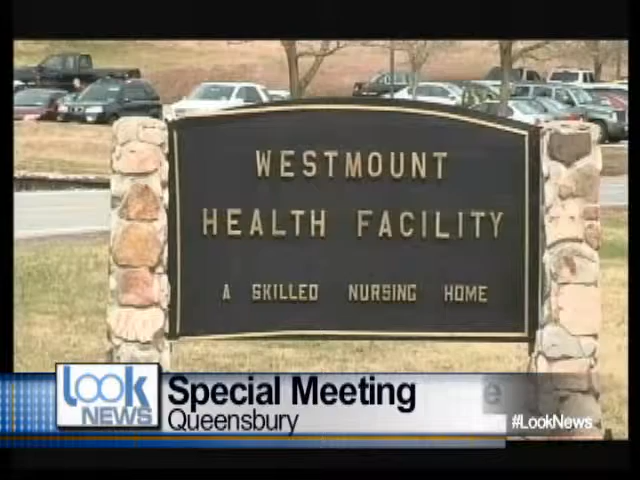 WESTMOUNT
HEALTH FACILITY
A SKILLED NURSING HOME
look
NEWS
Special Meeting
Queensbury
#LookNews